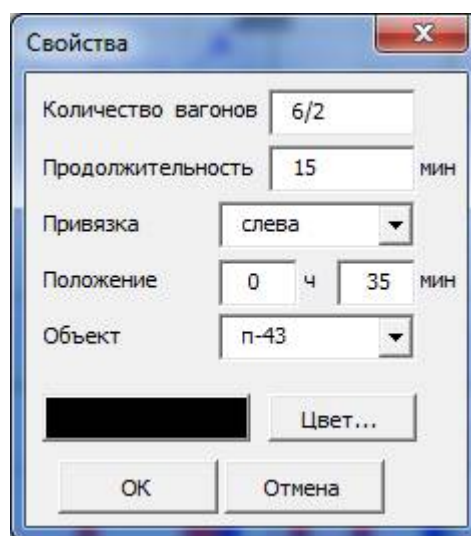 Свойства
Количество вагонов 6/2
Продолжительность 15 мин
Привязка слева
Положение 0 ч 35 мин
Объект п-43
Цвет...
ОК Отмена